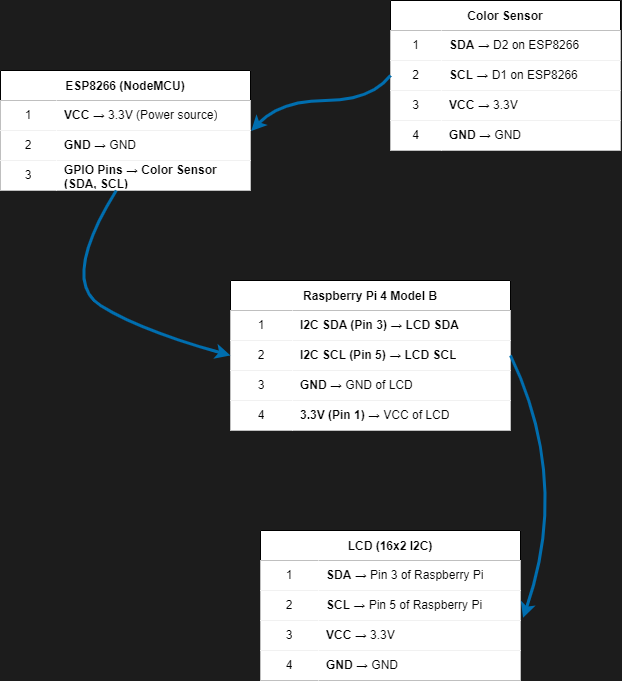 Color Sensor
1 SDA → D2 on ESP8266
2 SCL → D1 on ESP8266
3 VCC → 3.3V
4 GND → GND
ESP8266 (NodeMCU)
1 VCC → 3.3V (Power source)
2 GND → GND
3 GPIO Pins → Color Sensor
(SDA, SCL)
Raspberry Pi 4 Model B
1 I2C SDA (Pin 3) → LCD SDA
2 I2C SCL (Pin 5) → LCD SCL
3 GND → GND of LCD
4 3.3V (Pin 1) → VCC of LCD
LCD (16x2 I2C)
1 SDA → Pin 3 of Raspberry Pi
2 SCL → Pin 5 of Raspberry Pi
3 VCC → 3.3V
4 GND → GND